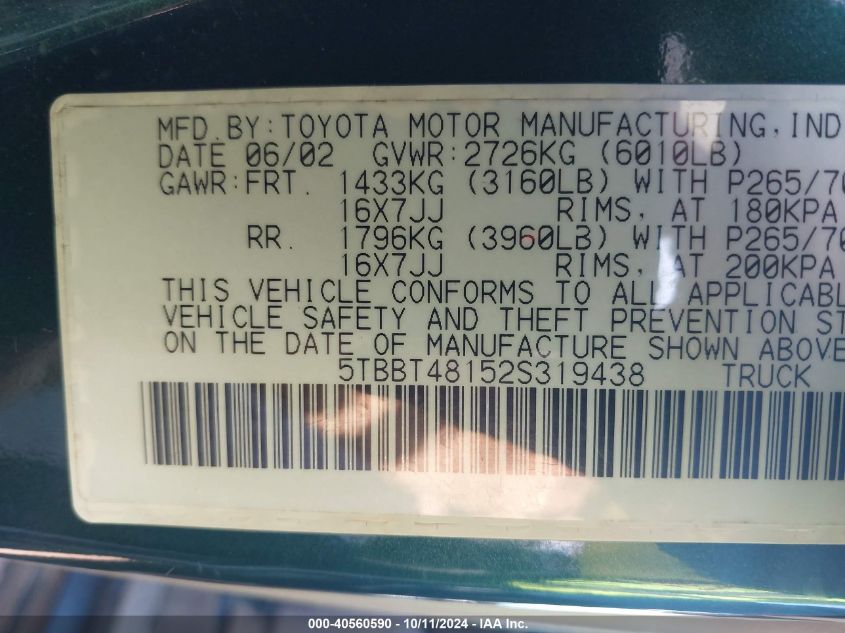 MFD.BY:TOYOTA MOTOR MANUFACTURING,IND
DATE 06/02 GVWR:2726KG (6010LB)
GAWR:FRT. 1433KG (3160LB) WITH P265/70
16X7JJ RIMS, AT 180KPA
RR. 1796KG (3960LB) WITH P265/70
16X7JJ RIMS, AT 200KPA
THIS VEHICLE CONFORMS TO ALL APPLICABL
VEHICLE SAFETY AND THEFT PREVENTION ST
ON THE DATE OF MANUFACTURE SHOWN ABOVE
5TBBT48152S319438 TRUCK
000-40560590 - 10/11/2024 - IAA Inc.